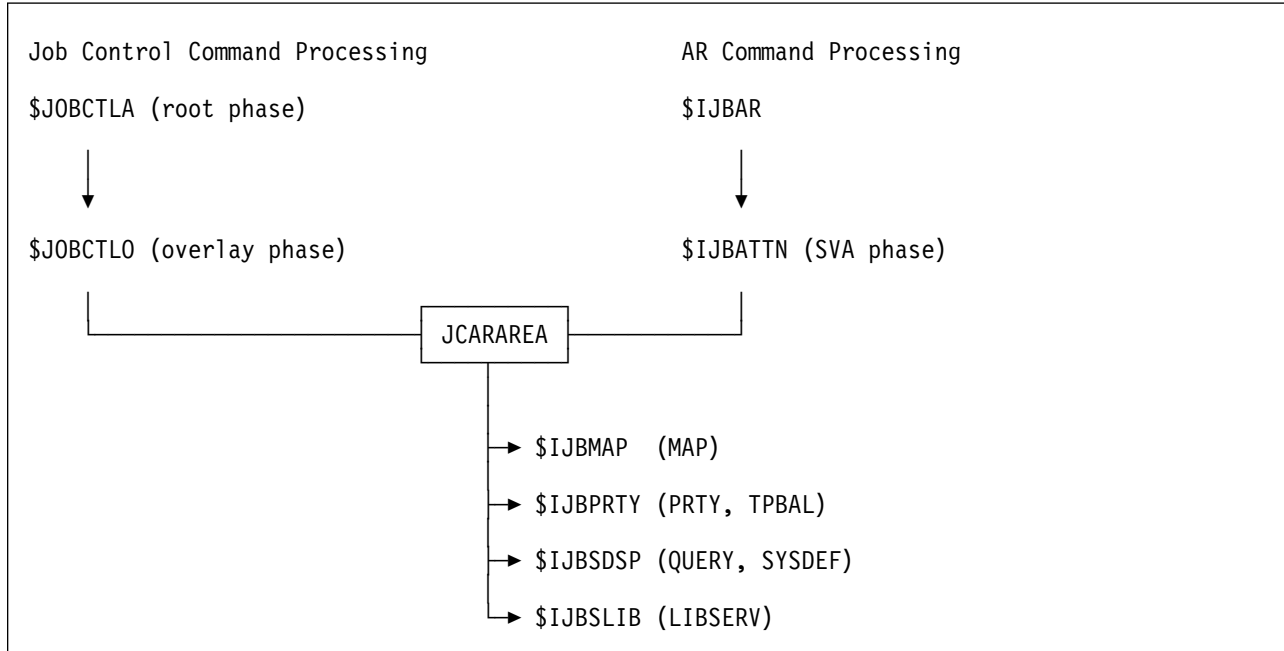 Job Control Command Processing    AR Command Processing
$JOBCTLA (root phase)    $IJBAR
$JOBCTLO (overlay phase)    $IJBATTN (SVA phase)
JCARAREA
$IJBMAP  (MAP)
$IJBPRTY (PRTY, TPBAL)
$IJBSDSP (QUERY, SYSDEF)
$IJBSLIB (LIBSERV)